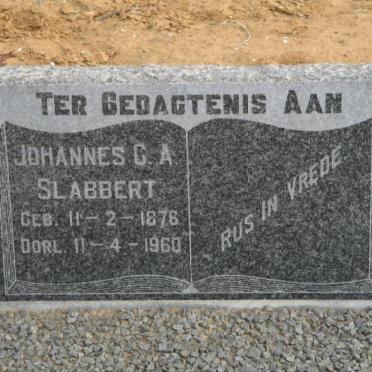 TER GEDAGTENIS AAN
JOHANNES C. A.
SLABBERT
GEB. 11-2-1876
OORL. 11-4-1960
RUS IN VREDE